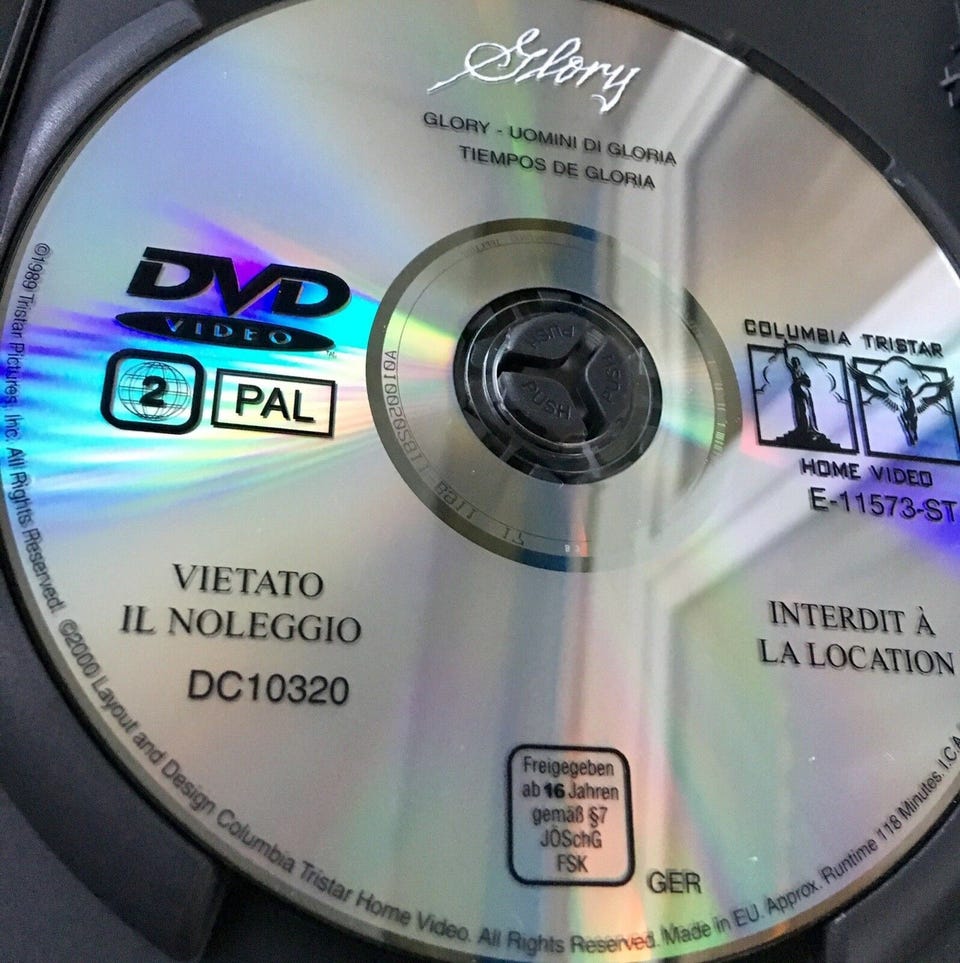 Glory
GLORY - UOMINI DI GLORIA
TIEMPOS DE GLORIA
DVD
VIDEO
2
PAL
COLUMBIA TRISTAR
HOME VIDEO
E-11573-ST
PUSH
PUSH
PUSH
VIETATO
IL NOLEGGIO
DC10320
INTERDIT À
LA LOCATION
Freigegeben
ab 16 Jahren
gemäß §7
JÖSchG
FSK
GER
©1989 Tristar Pictures, Inc. All Rights Reserved. ©2000 Layout and Design Columbia Tristar Home Video. All Rights Reserved. Made in EU. Approx. Runtime 118 Minutes. I.C.A.